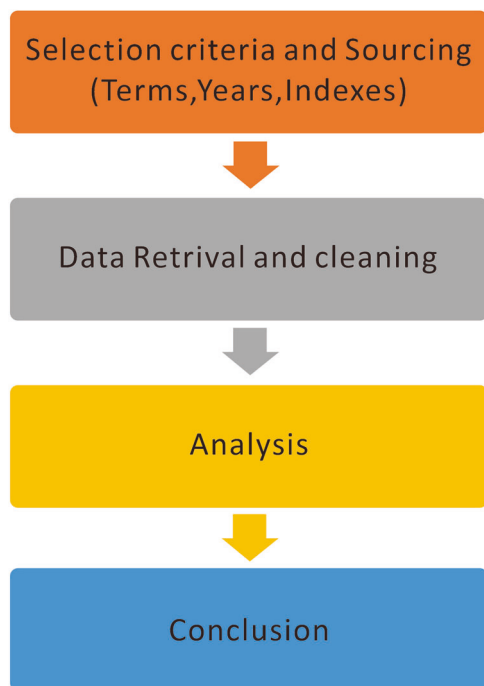 Selection criteria and Sourcing
(Terms,Years,Indexes)
Data Retrival and cleaning
Analysis
Conclusion